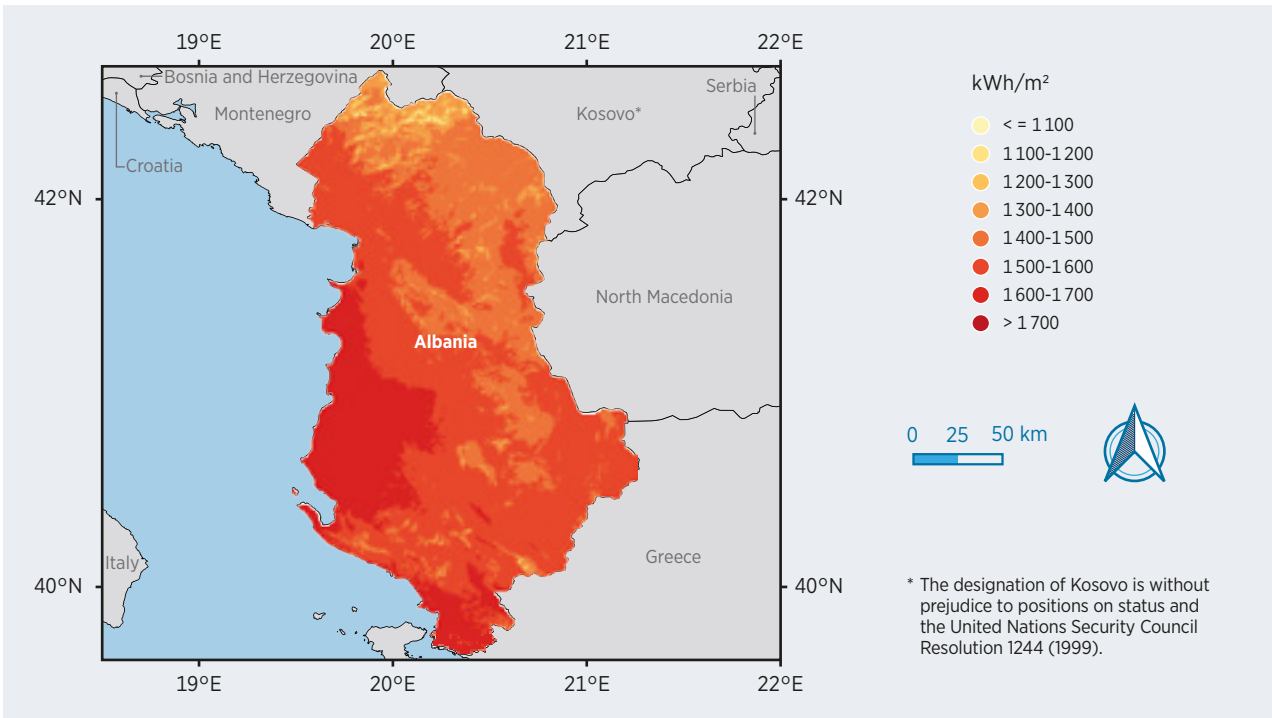 19°E 20°E 21°E 22°E
Bosnia and Herzegovina
Serbia
Montenegro
Kosovo*
Croatia
42°N
42°N
North Macedonia
Albania
Italy
Greece
40°N
40°N
19°E 20°E 21°E 22°E
kWh/m²
< = 1 100
1 100-1 200
1 200-1 300
1 300-1 400
1 400-1 500
1 500-1 600
1 600-1 700
> 1 700
0 25 50 km
* The designation of Kosovo is without
prejudice to positions on status and
the United Nations Security Council
Resolution 1244 (1999).